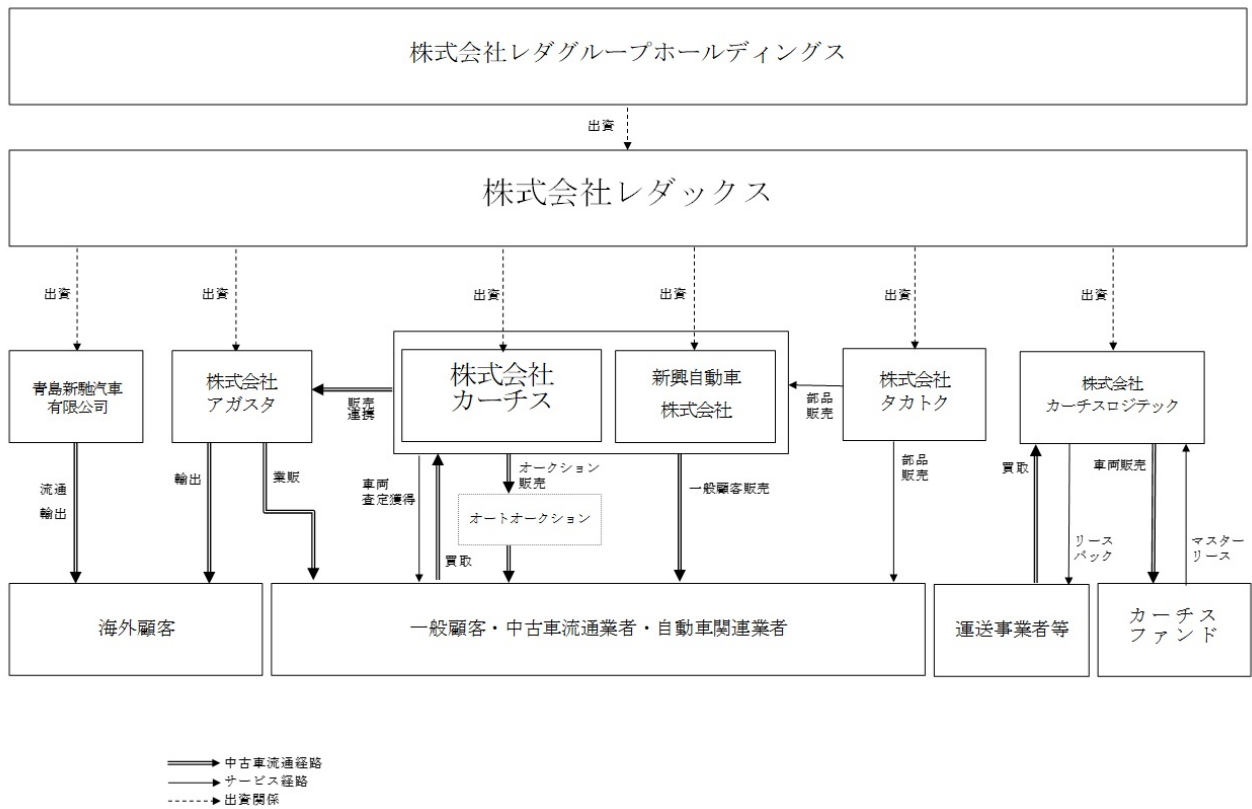 株式会社レダグループホールディングス
出資
株式会社レダックス
出資
出資
出資
出資
出資
出資
青島新馳汽車
有限公司
株式会社
アガスタ
販売
連携
株式会社
カーチス
新興自動車
株式会社
部品
販売
株式会社
タカトク
株式会社
カーチスロジテック
流通
輸出
輸出
業販
車両
査定獲得
買取
オークション
販売
オートオークション
一般顧客販売
部品
販売
買取
リース
バック
車両販売
マスター
リース
海外顧客
一般顧客・中古車流通業者・自動車関連業者
運送事業者等
カーチス
ファンド
中古車流通経路
サービス経路
出資関係